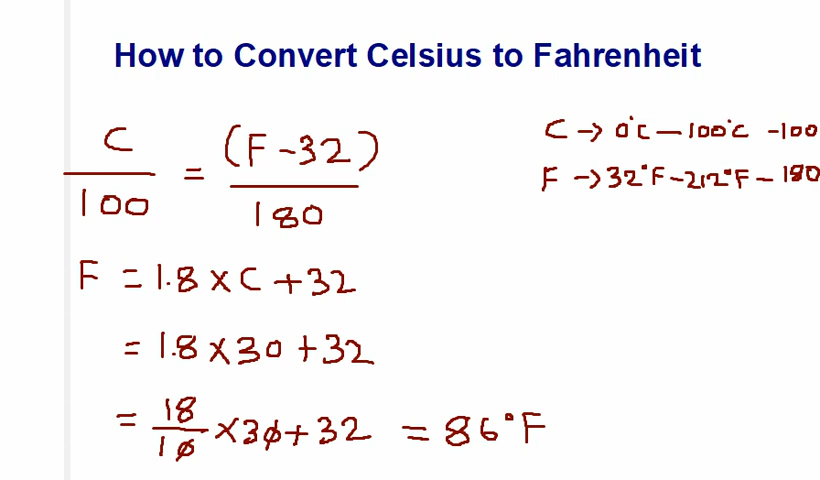 How to Convert Celsius to Fahrenheit
C → 0°C — 100°C - 100
F → 32°F - 212°F - 180
C/100 = (F - 32)/180
F = 1.8 × C + 32
= 1.8 × 30 + 32
= 18/10 × 30 + 32 = 86°F